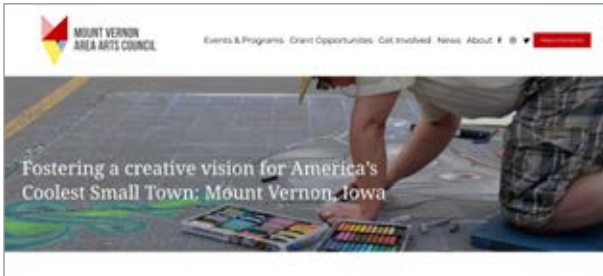 MOUNT VERNON
AREA ARTS COUNCIL
Events & Programs Grant Opportunites Get Involved News About
Fostering a creative vision for America's
Coolest Small Town: Mount Vernon, Iowa